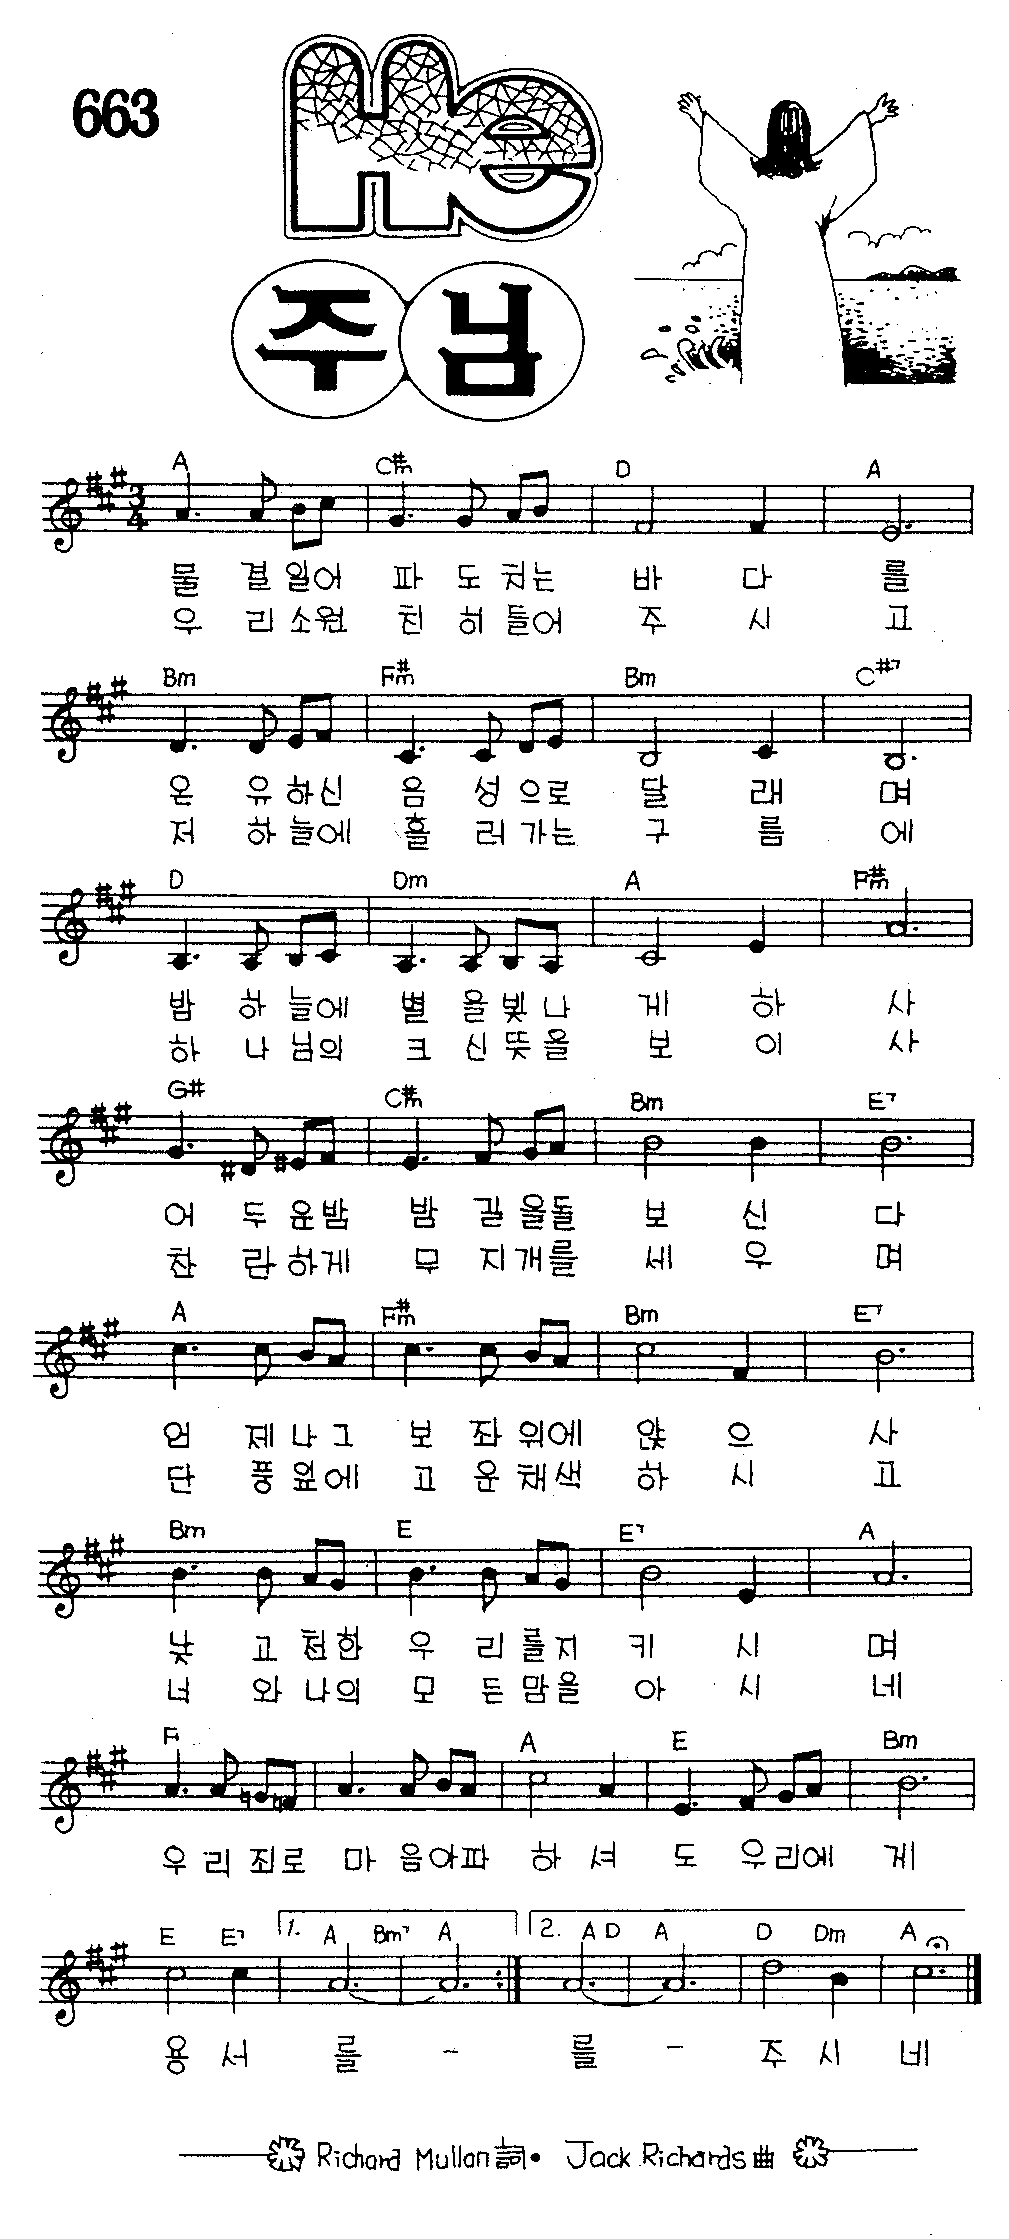 663
He
주님
3/4
A C#m D A
물 결 일어 파 도 치는 바 다 를
우 리 소원 친 히 들어 주 시 고
Bm F#m Bm C#7
온 유 하신 음 성 으로 달 래 며
저 하 늘에 흘 러 가는 구 름 에
D Dm A F#m
밤 하 늘에 별 을 빛 나 게 하 사
하 나 님의 크 신 뜻 을 보 이 사
G# C#m Bm E7
어 두 운밤 밤 길 을돌 보 신 다
찬 란 하게 무 지 개를 세 우 며
A F#m Bm E7
언 제 나 그 보 좌 위에 앉 으 사
단 풍 잎에 고 운 채색 하 시 고
Bm E E7 A
낮 고 천한 우 리 를지 키 시 며
너 와 나의 모 든 맘을 아 시 네
F A E Bm
우 리 죄로 마 음아파 하 셔 도 우리에 게
E E7 1. A Bm7 A 2. A D A D Dm A
용 서 를 - 를 - 주 시 네
Richard Mullan 詞 • Jack Richards 曲